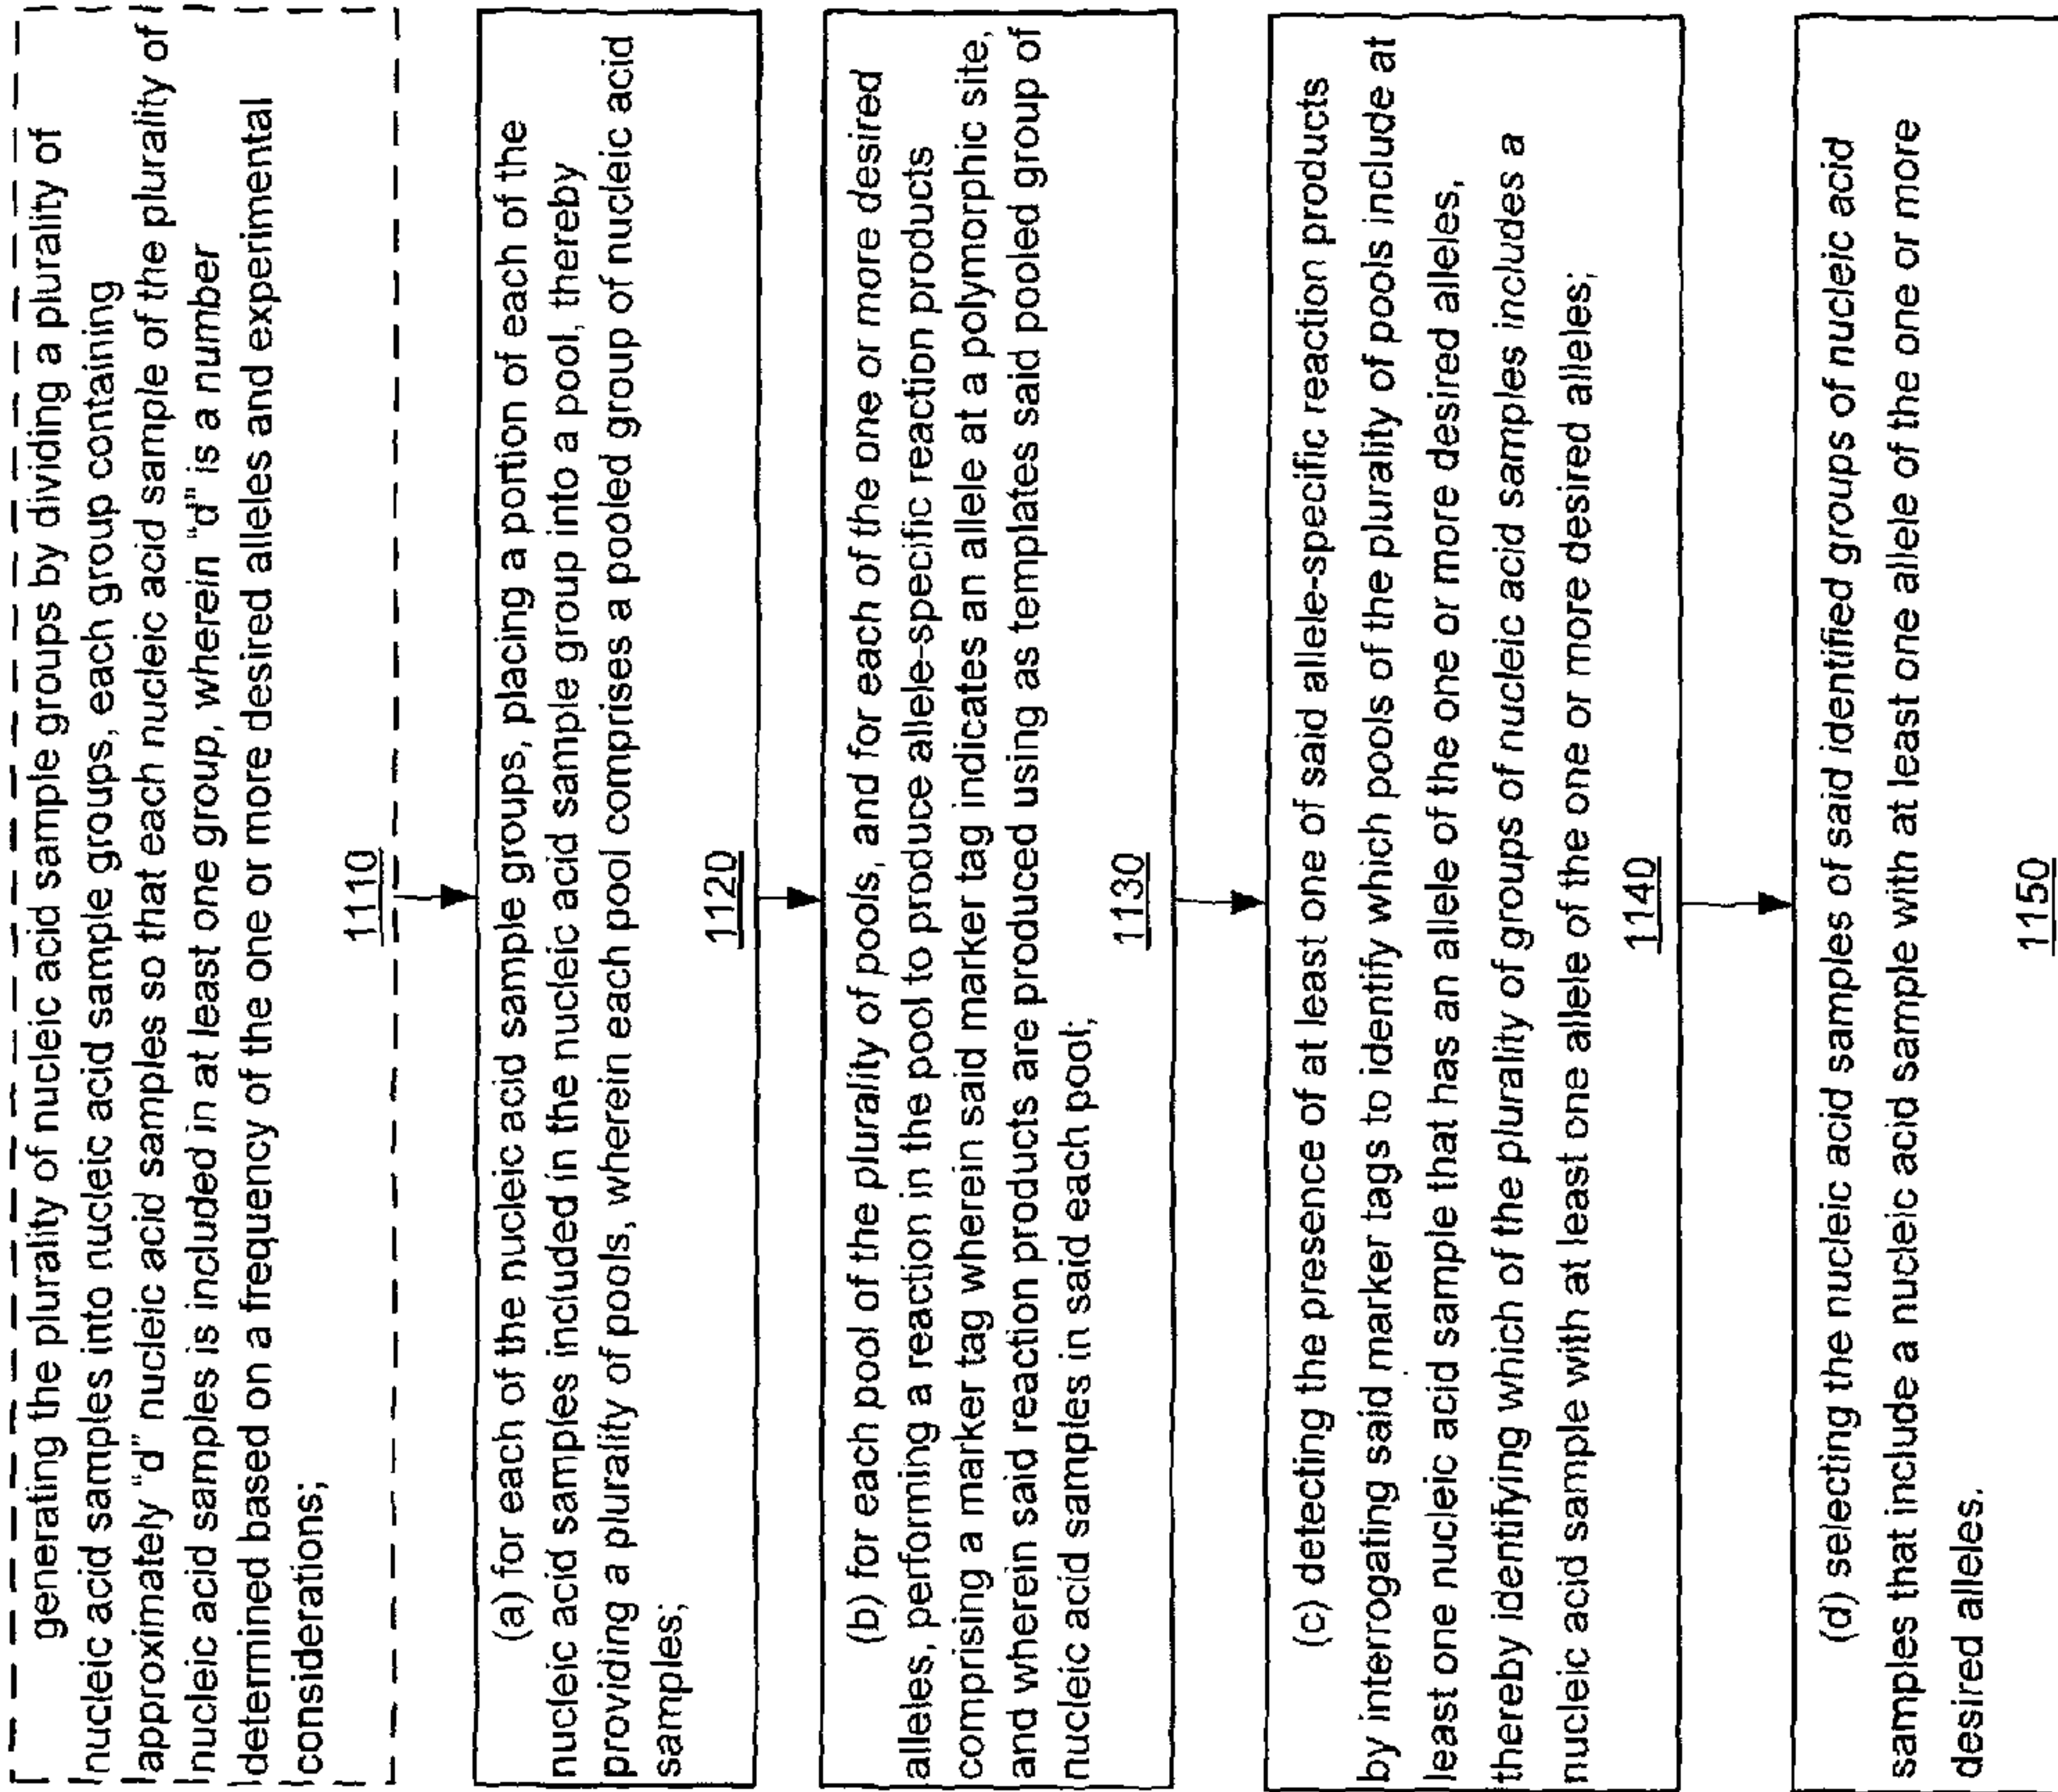 generating the plurality of nucleic acid sample groups by dividing a plurality of
nucleic acid samples into nucleic acid sample groups, each group containing
approximately "d" nucleic acid samples so that each nucleic acid sample of the plurality of
nucleic acid samples is included in at least one group, wherein "d" is a number
determined based on a frequency of the one or more desired alleles and experimental
considerations;
1110
(a) for each of the nucleic acid sample groups, placing a portion of each of the
nucleic acid samples included in the nucleic acid sample group into a pool, thereby
providing a plurality of pools, wherein each pool comprises a pooled group of nucleic acid
samples;
1120
(b) for each pool of the plurality of pools, and for each of the one or more desired
alleles, performing a reaction in the pool to produce allele-specific reaction products
comprising a marker tag wherein said marker tag indicates an allele at a polymorphic site,
and wherein said reaction products are produced using as templates said pooled group of
nucleic acid samples in said each pool;
1130
(c) detecting the presence of at least one of said allele-specific reaction products
by interrogating said marker tags to identify which pools of the plurality of pools include at
least one nucleic acid sample that has an allele of the one or more desired alleles,
thereby identifying which of the plurality of groups of nucleic acid samples includes a
nucleic acid sample with at least one allele of the one or more desired alleles;
1140
(d) selecting the nucleic acid samples of said identified groups of nucleic acid
samples that include a nucleic acid sample with at least one allele of the one or more
desired alleles.
1150